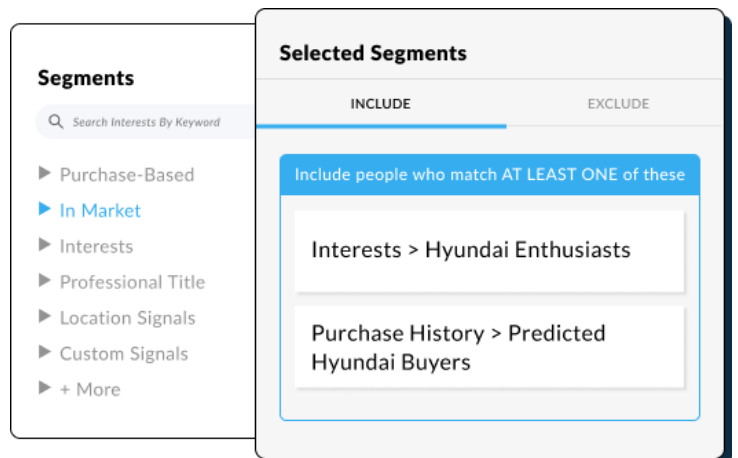 Segments
Search Interests By Keyword
Purchase-Based
In Market
Interests
Professional Title
Location Signals
Custom Signals
+ More
Selected Segments
INCLUDE
EXCLUDE
Include people who match AT LEAST ONE of these
Interests > Hyundai Enthusiasts
Purchase History > Predicted
Hyundai Buyers